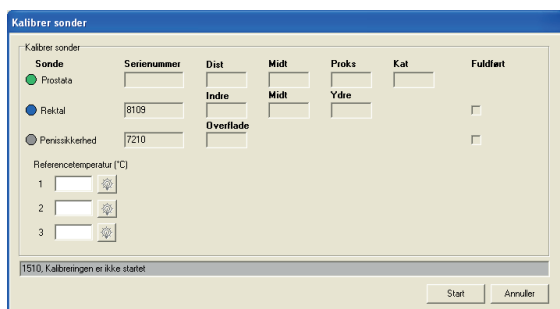 Kalibrer sonder
Kalibrer sonder
Sonde Serienummer Dist Midt Proks Kat Fuldført
Prostata
Indre Midt Ydre
Rektal 8109
Overflade
Penissikkerhed 7210
Referencetemperatur (°C)
1
2
3
1510, Kalibreringen er ikke startet
Start Annuller